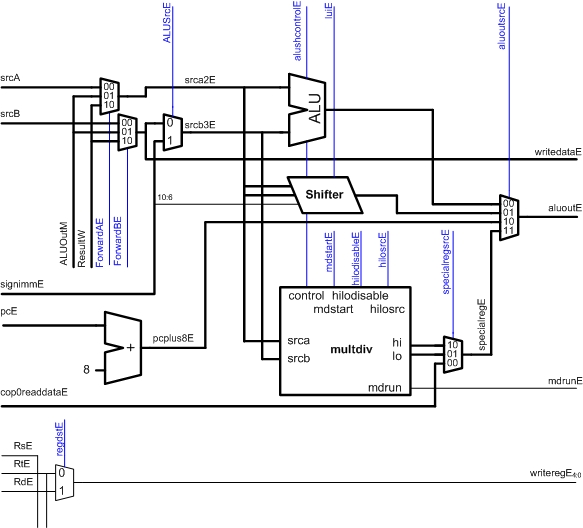 ALUSrcE
alushcontrolE
luiE
aluoutsrcE
srcA
00
01
10
srca2E
ALU
srcB
00
01
10
0
1
srcb3E
writedataE
Shifter
10:6
00
01
10
11
aluoutE
ALUOutM
ResultW
ForwardAE
ForwardBE
mdstartE
hilodisableE
hilosrcE
specialregsrcE
signimmE
pcE
control hilodisable
mdstart hilosrc
+
pcplus8E
8
srca
srcb
multdiv
hi
lo
mdrun
10
01
00
specialregE
mdrunE
cop0readdataE
regdstE
RsE
RtE
RdE
0
1
writeregE4:0